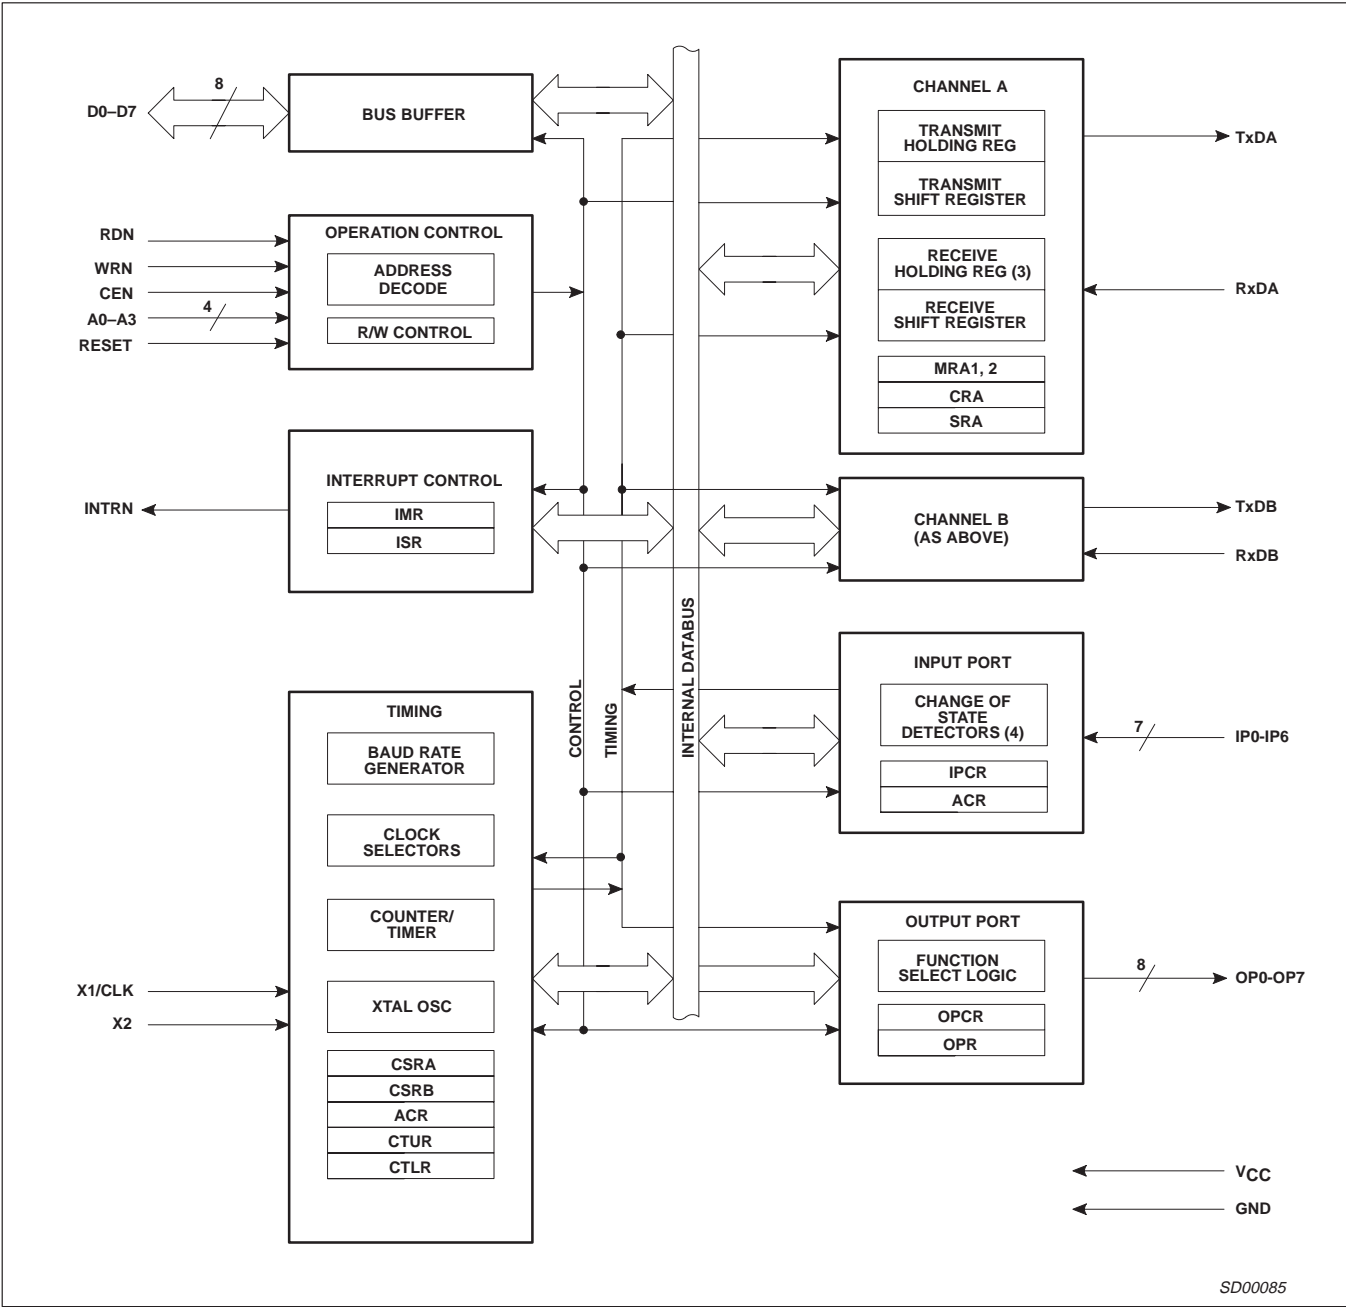 D0–D7
8
BUS BUFFER
RDN
WRN
CEN
A0–A3
4
RESET
OPERATION CONTROL
ADDRESS
DECODE
R/W CONTROL
INTRN
INTERRUPT CONTROL
IMR
ISR
TIMING
BAUD RATE
GENERATOR
CLOCK
SELECTORS
COUNTER/
TIMER
X1/CLK
X2
XTAL OSC
CSRA
CSRB
ACR
CTUR
CTLR
CONTROL
TIMING
INTERNAL DATABUS
CHANNEL A
TRANSMIT
HOLDING REG
TRANSMIT
SHIFT REGISTER
RECEIVE
HOLDING REG (3)
RECEIVE
SHIFT REGISTER
MRA1, 2
CRA
SRA
TxDA
RxDA
CHANNEL B
(AS ABOVE)
TxDB
RxDB
INPUT PORT
CHANGE OF
STATE
DETECTORS (4)
IPCR
ACR
7
IP0-IP6
OUTPUT PORT
FUNCTION
SELECT LOGIC
OPCR
OPR
8
OP0-OP7
VCC
GND
SD00085